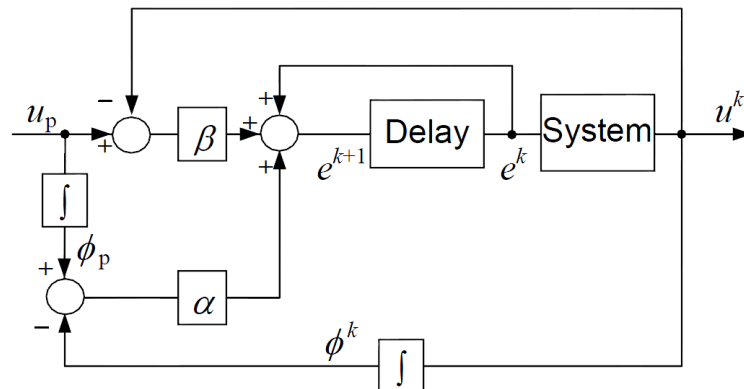 −
u_p
u^k
+
β
+
+
+
Delay
System
e^{k+1}
e^k
∫
ϕ_p
+
−
α
ϕ^k
∫